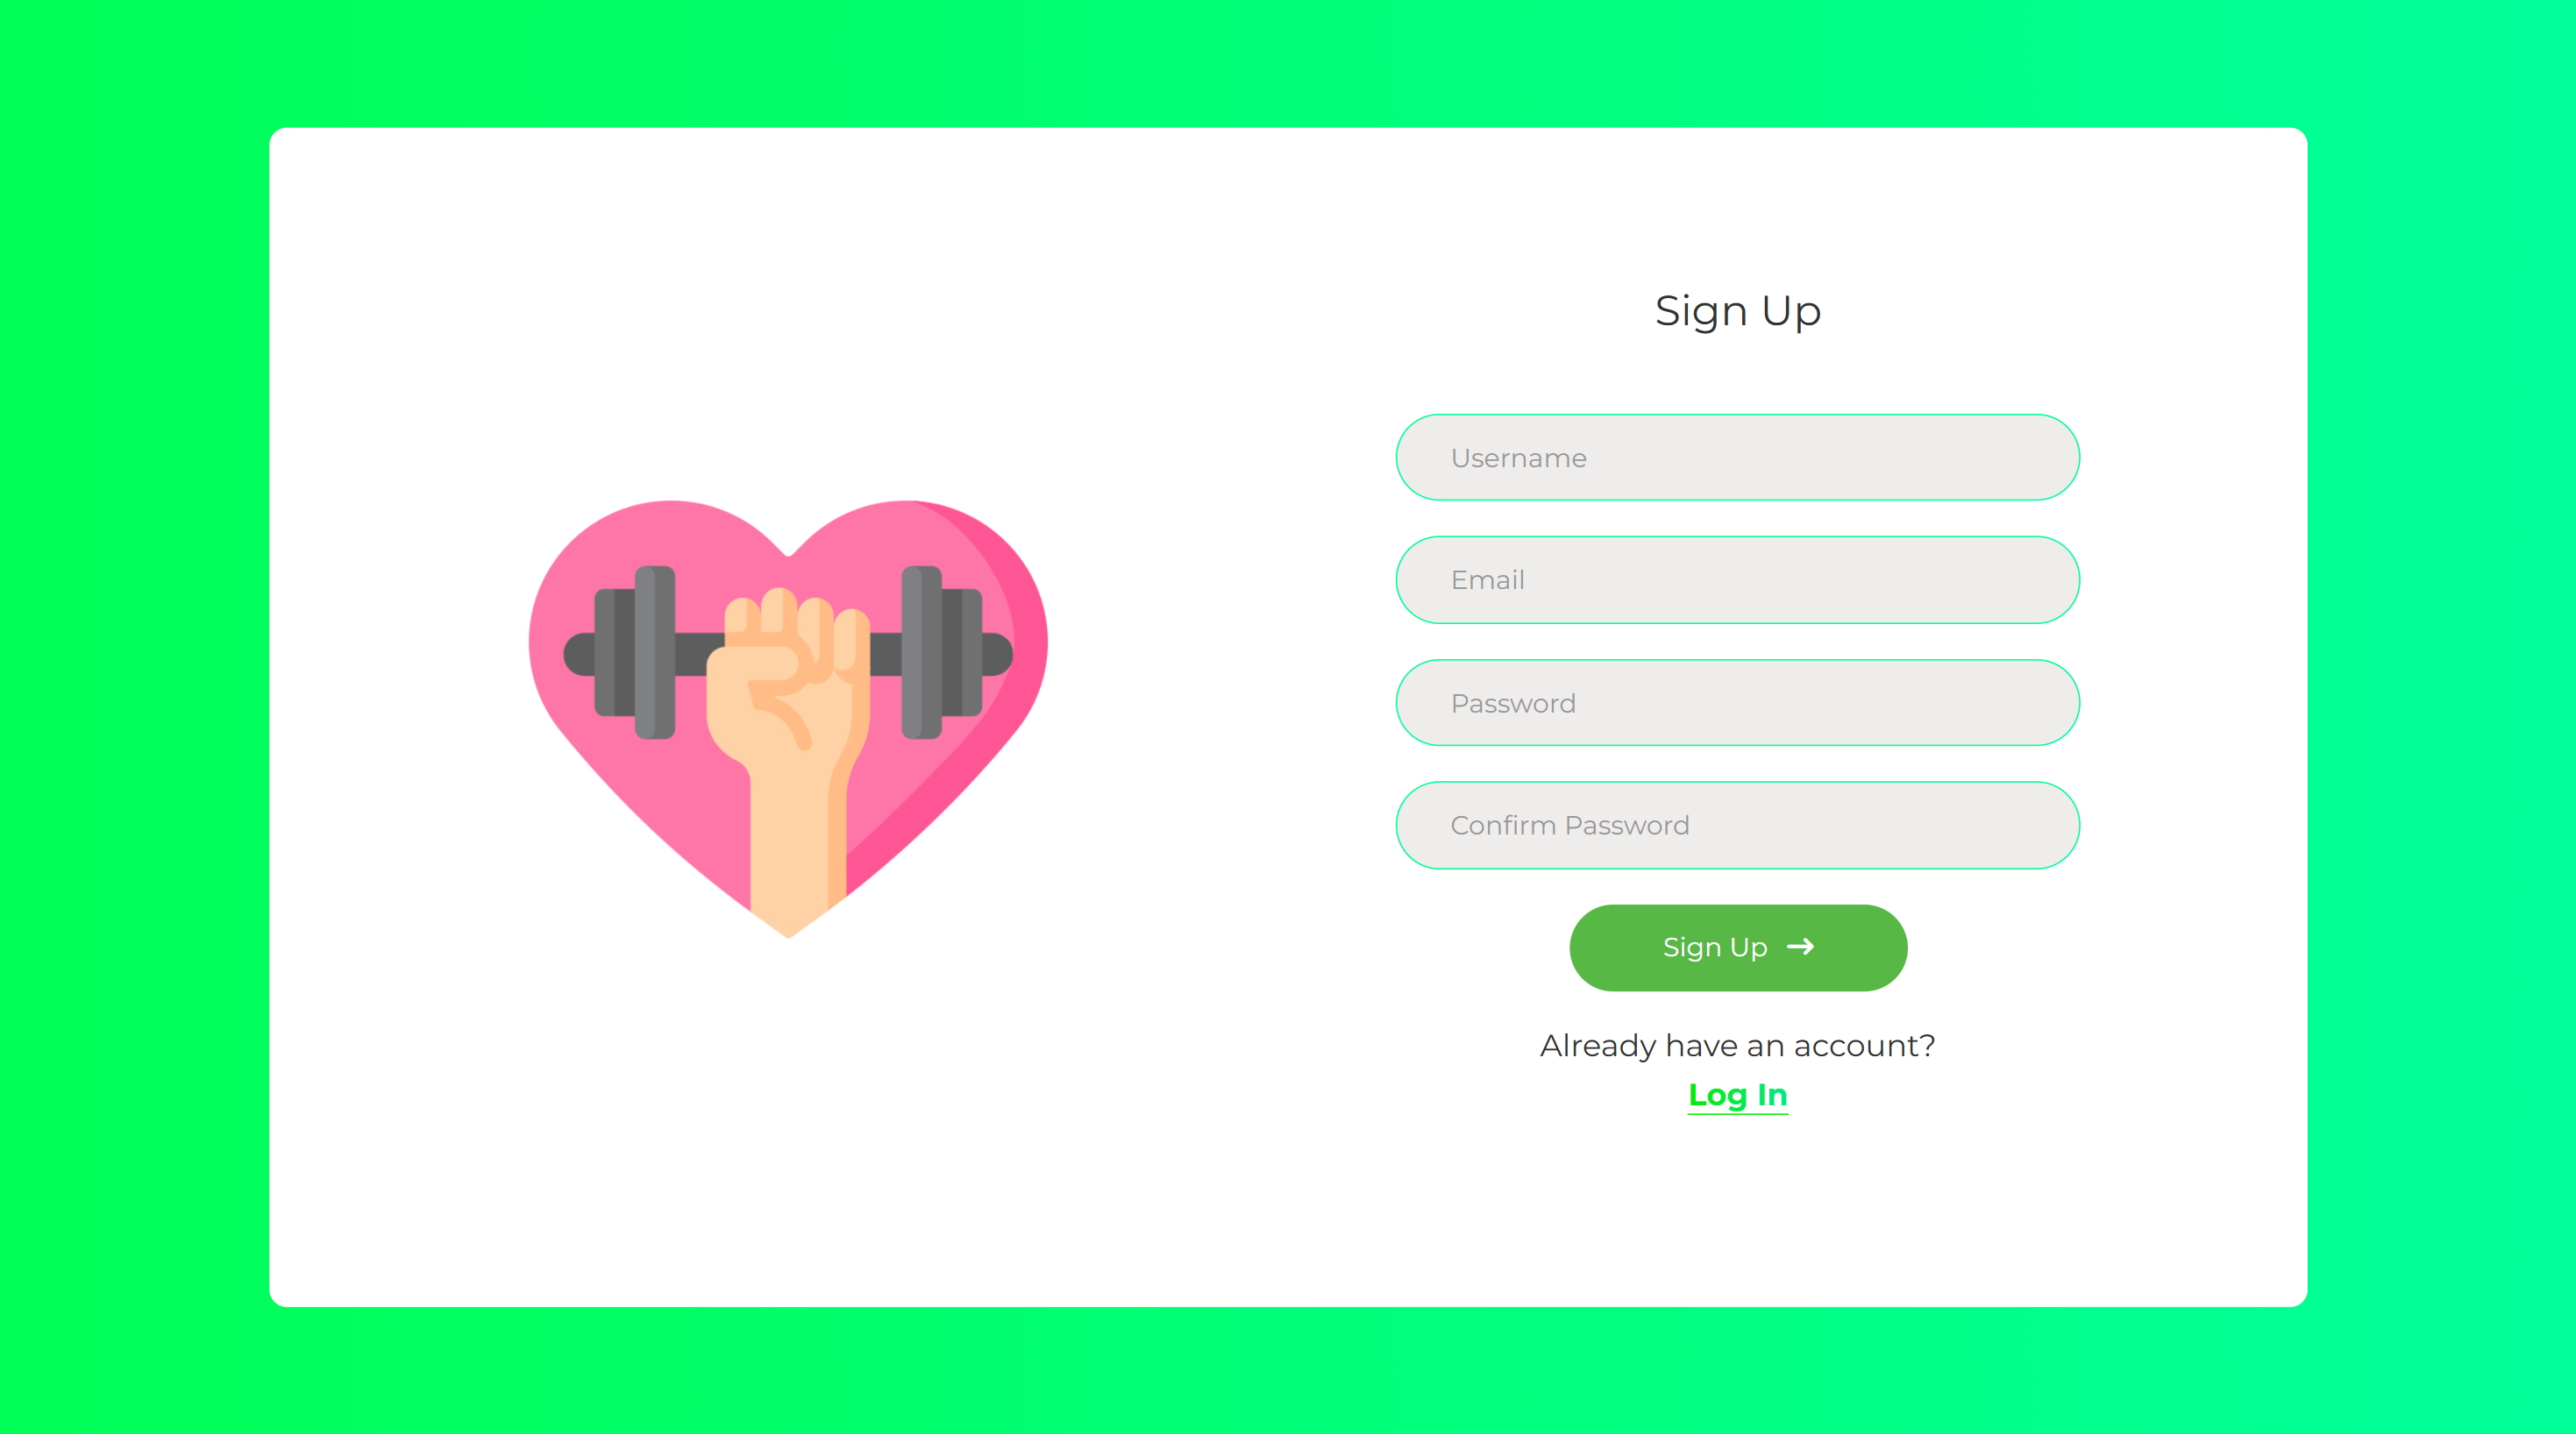 Sign Up
Username
Email
Password
Confirm Password
Sign Up →
Already have an account?
Log In